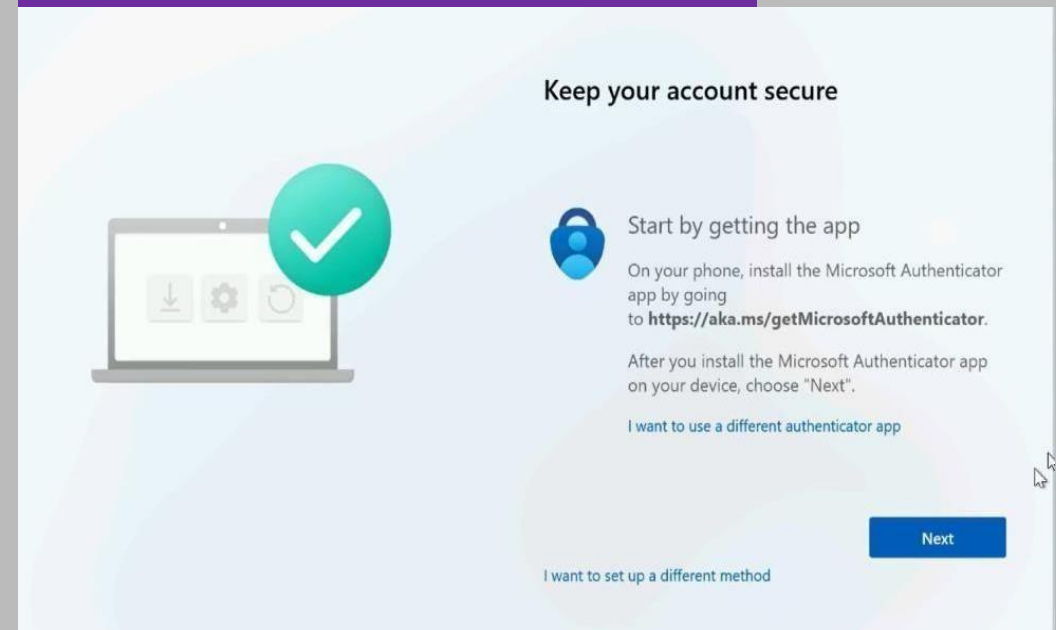 Keep your account secure
Start by getting the app
On your phone, install the Microsoft Authenticator
app by going
to https://aka.ms/getMicrosoftAuthenticator.
After you install the Microsoft Authenticator app
on your device, choose "Next".
I want to use a different authenticator app
Next
I want to set up a different method